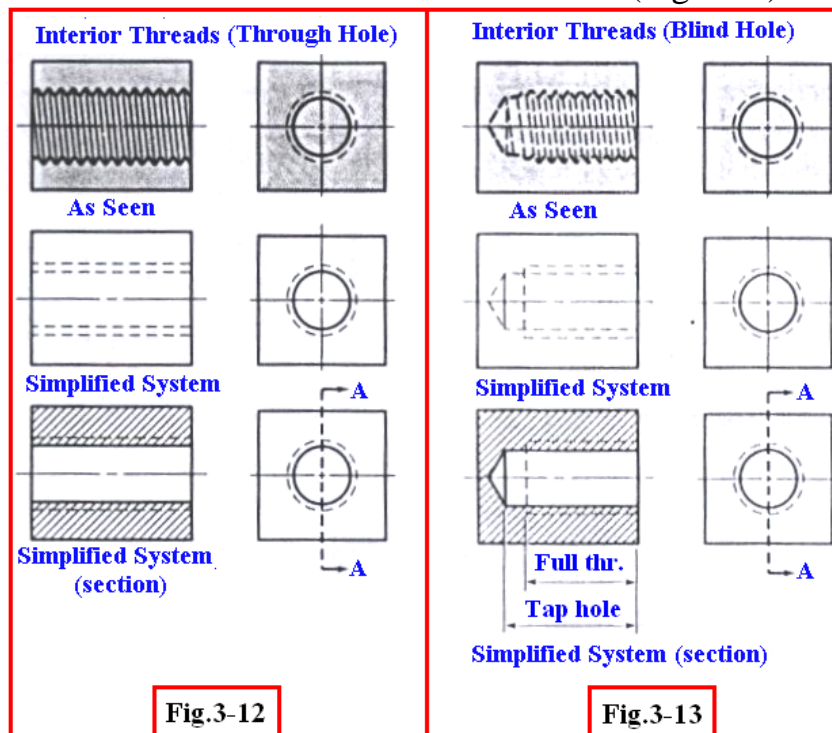 Interior Threads (Through Hole)
As Seen
Simplified System
A
Simplified System
(section)
A
Fig.3-12
Interior Threads (Blind Hole)
As Seen
Simplified System
A
Full thr.
A
Tap hole
Simplified System (section)
Fig.3-13